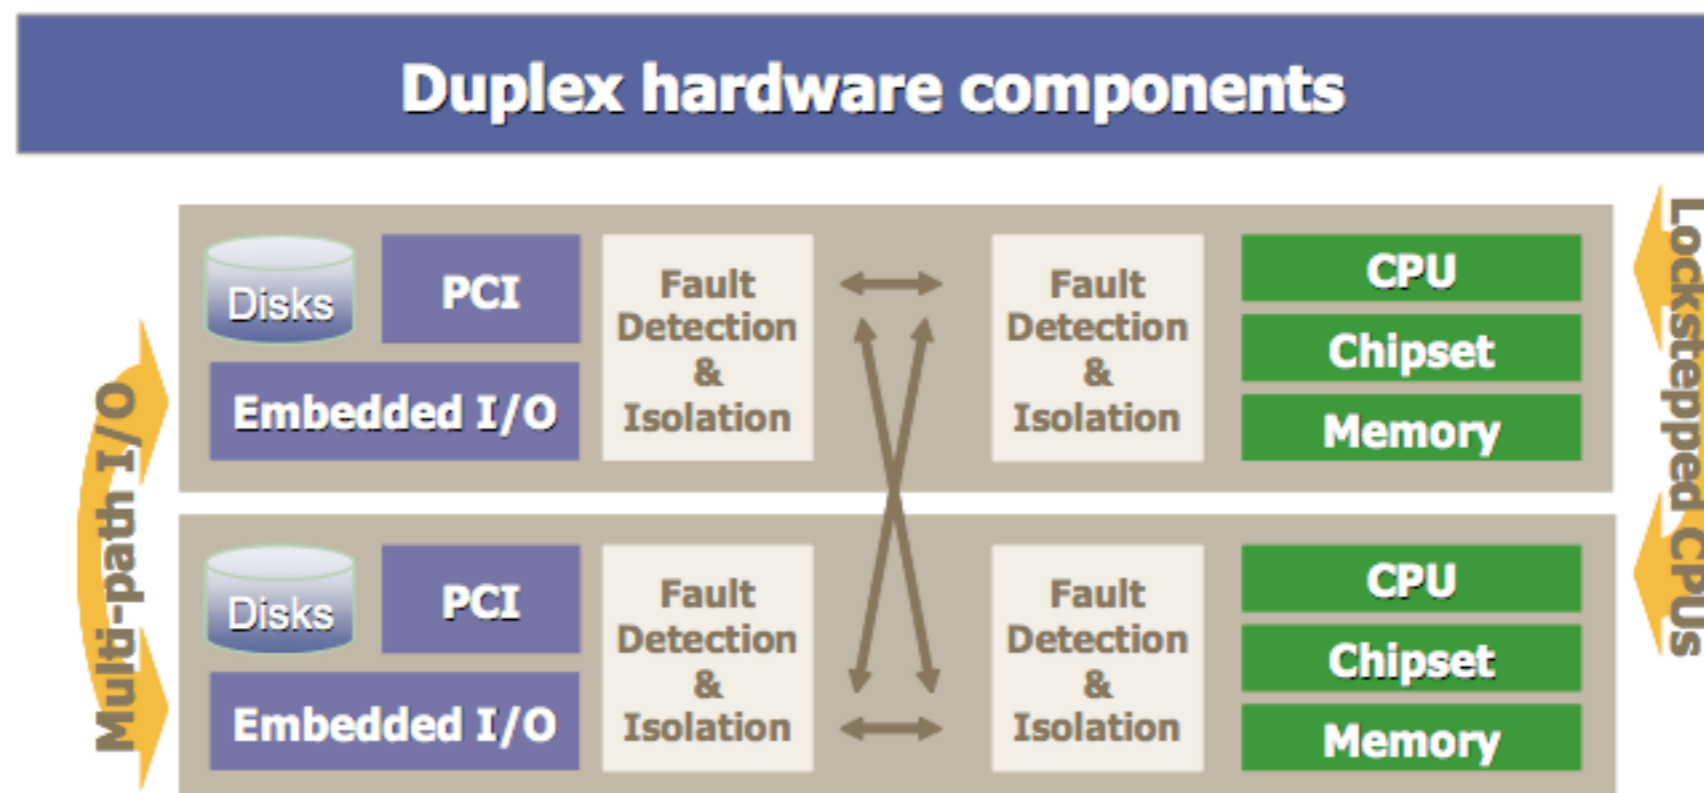 Duplex hardware components
Disks
PCI
Embedded I/O
Fault
Detection
&
Isolation
Fault
Detection
&
Isolation
CPU
Chipset
Memory
Multi-path I/O
Lockstepped CPUs
Disks
PCI
Embedded I/O
Fault
Detection
&
Isolation
Fault
Detection
&
Isolation
CPU
Chipset
Memory